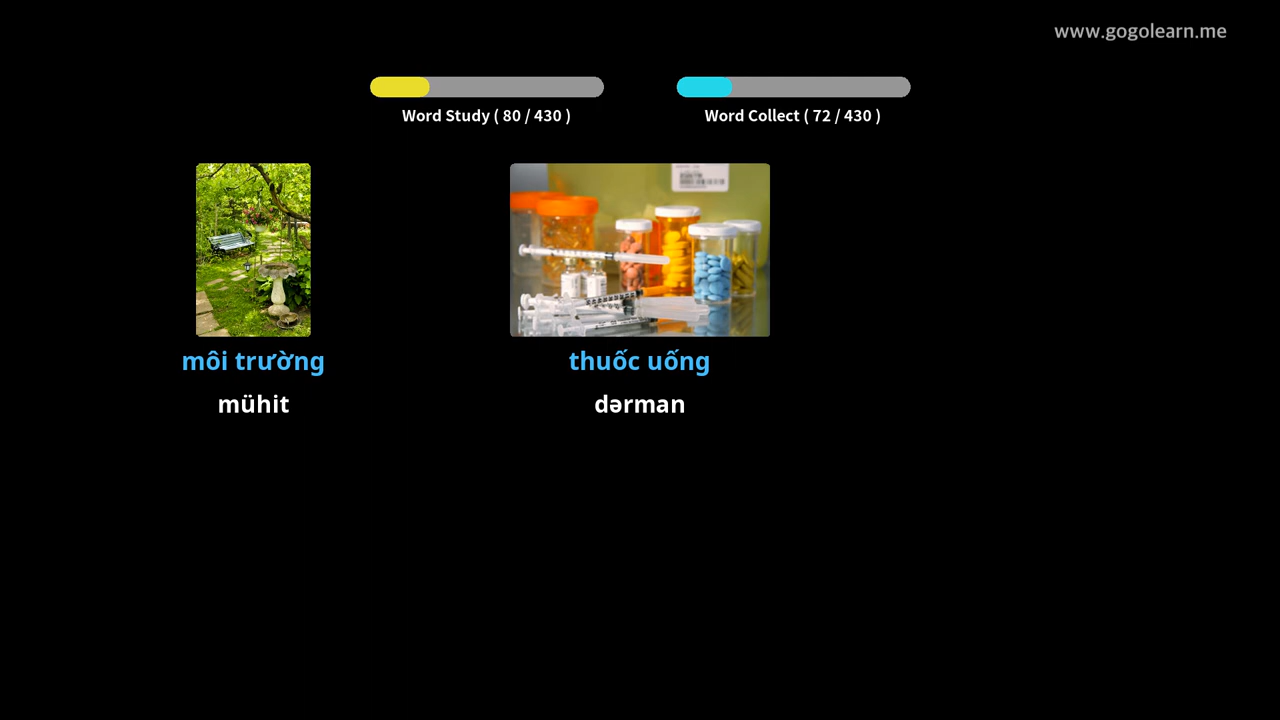 www.gogolearn.me
Word Study ( 80 / 430 )
Word Collect ( 72 / 430 )
môi trường
mühit
thuốc uống
dərman